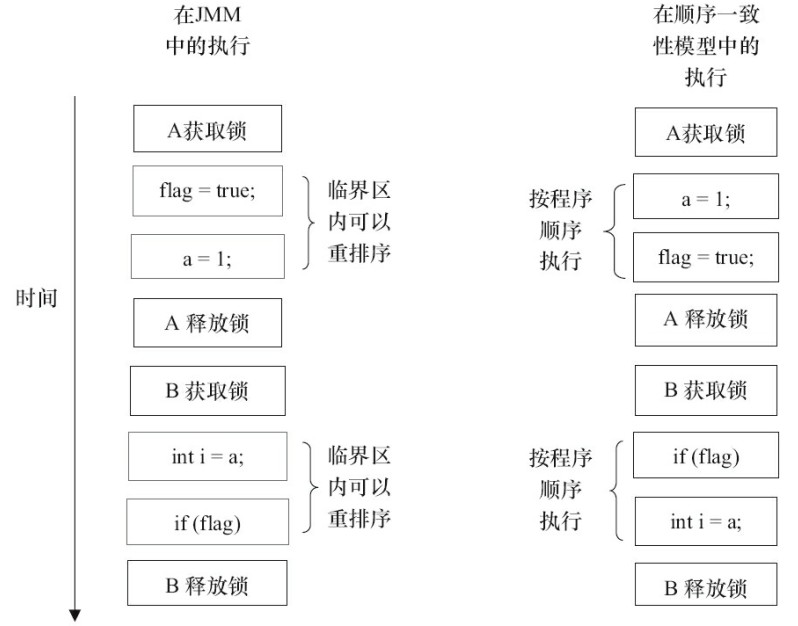 在JMM
中的执行
A获取锁
flag = true;
a = 1;
临界区
内可以
重排序
A 释放锁
B 获取锁
int i = a;
if (flag)
临界区
内可以
重排序
B 释放锁
时间
在顺序一致
性模型中的
执行
A获取锁
按程序
顺序
执行
a = 1;
flag = true;
A 释放锁
B 获取锁
按程序
顺序
执行
if (flag)
int i = a;
B 释放锁